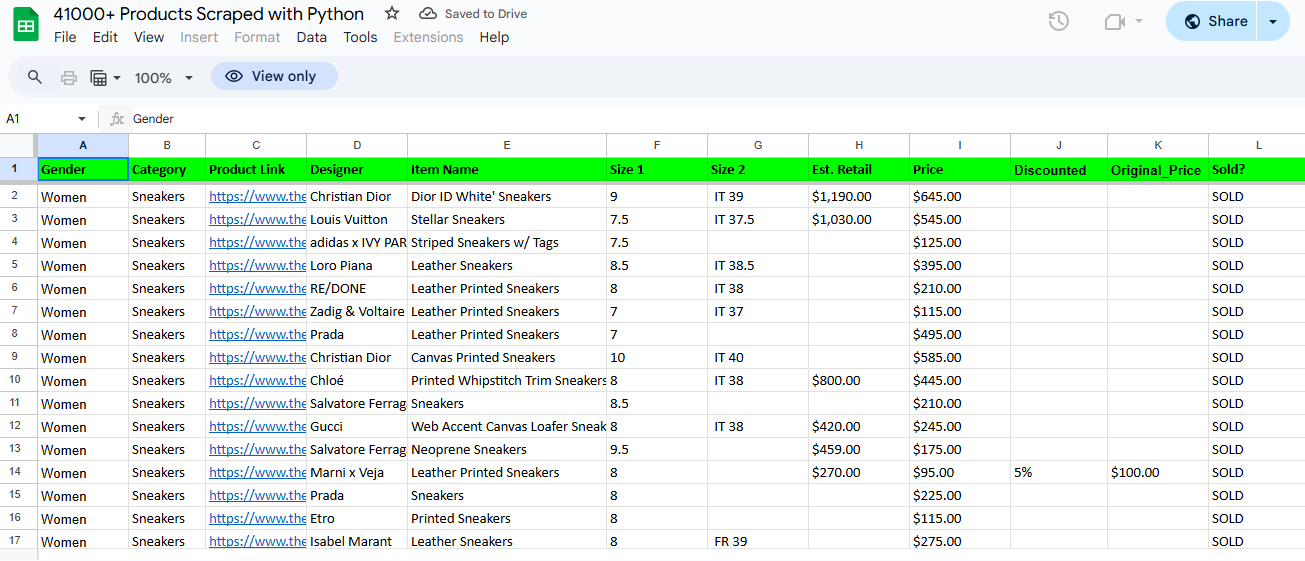 41000+ Products Scraped with Python Saved to Drive
File Edit View Insert Format Data Tools Extensions Help
Share
100% View only
A1 fx Gender
A B C D E F G H I J K L
1 Gender Category Product Link Designer Item Name Size 1 Size 2 Est. Retail Price Discounted Original_Price Sold?
2 Women Sneakers https://www.the Christian Dior Dior ID White' Sneakers 9 IT 39 $1,190.00 $645.00 SOLD
3 Women Sneakers https://www.the Louis Vuitton Stellar Sneakers 7.5 IT 37.5 $1,030.00 $545.00 SOLD
4 Women Sneakers https://www.the adidas x IVY PAR Striped Sneakers w/ Tags 7.5 $125.00 SOLD
5 Women Sneakers https://www.the Loro Piana Leather Sneakers 8.5 IT 38.5 $395.00 SOLD
6 Women Sneakers https://www.the RE/DONE Leather Printed Sneakers 8 IT 38 $210.00 SOLD
7 Women Sneakers https://www.the Zadig & Voltaire Leather Printed Sneakers 7 IT 37 $115.00 SOLD
8 Women Sneakers https://www.the Prada Leather Printed Sneakers 7 $495.00 SOLD
9 Women Sneakers https://www.the Christian Dior Canvas Printed Sneakers 10 IT 40 $585.00 SOLD
10 Women Sneakers https://www.the Chloé Printed Whipstitch Trim Sneakers 8 IT 38 $800.00 $445.00 SOLD
11 Women Sneakers https://www.the Salvatore Ferrag Sneakers 8.5 $210.00 SOLD
12 Women Sneakers https://www.the Gucci Web Accent Canvas Loafer Sneak 8 IT 38 $420.00 $245.00 SOLD
13 Women Sneakers https://www.the Salvatore Ferrag Neoprene Sneakers 9.5 $459.00 $175.00 SOLD
14 Women Sneakers https://www.the Marni x Veja Leather Printed Sneakers 8 $270.00 $95.00 5% $100.00 SOLD
15 Women Sneakers https://www.the Prada Sneakers 8 $225.00 SOLD
16 Women Sneakers https://www.the Etro Printed Sneakers 8 $115.00 SOLD
17 Women Sneakers https://www.the Isabel Marant Leather Sneakers 8 FR 39 $275.00 SOLD